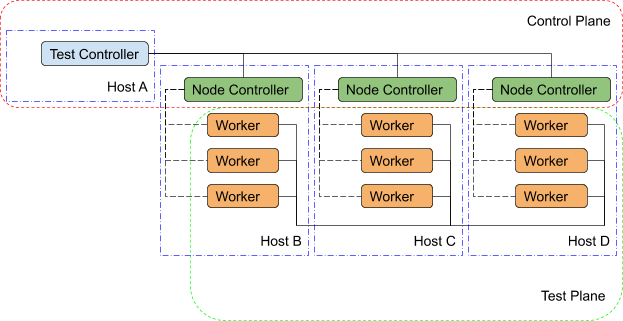 Control Plane
Test Controller
Host A
Node Controller Node Controller Node Controller
Worker Worker Worker
Worker Worker Worker
Worker Worker Worker
Host B Host C Host D
Test Plane